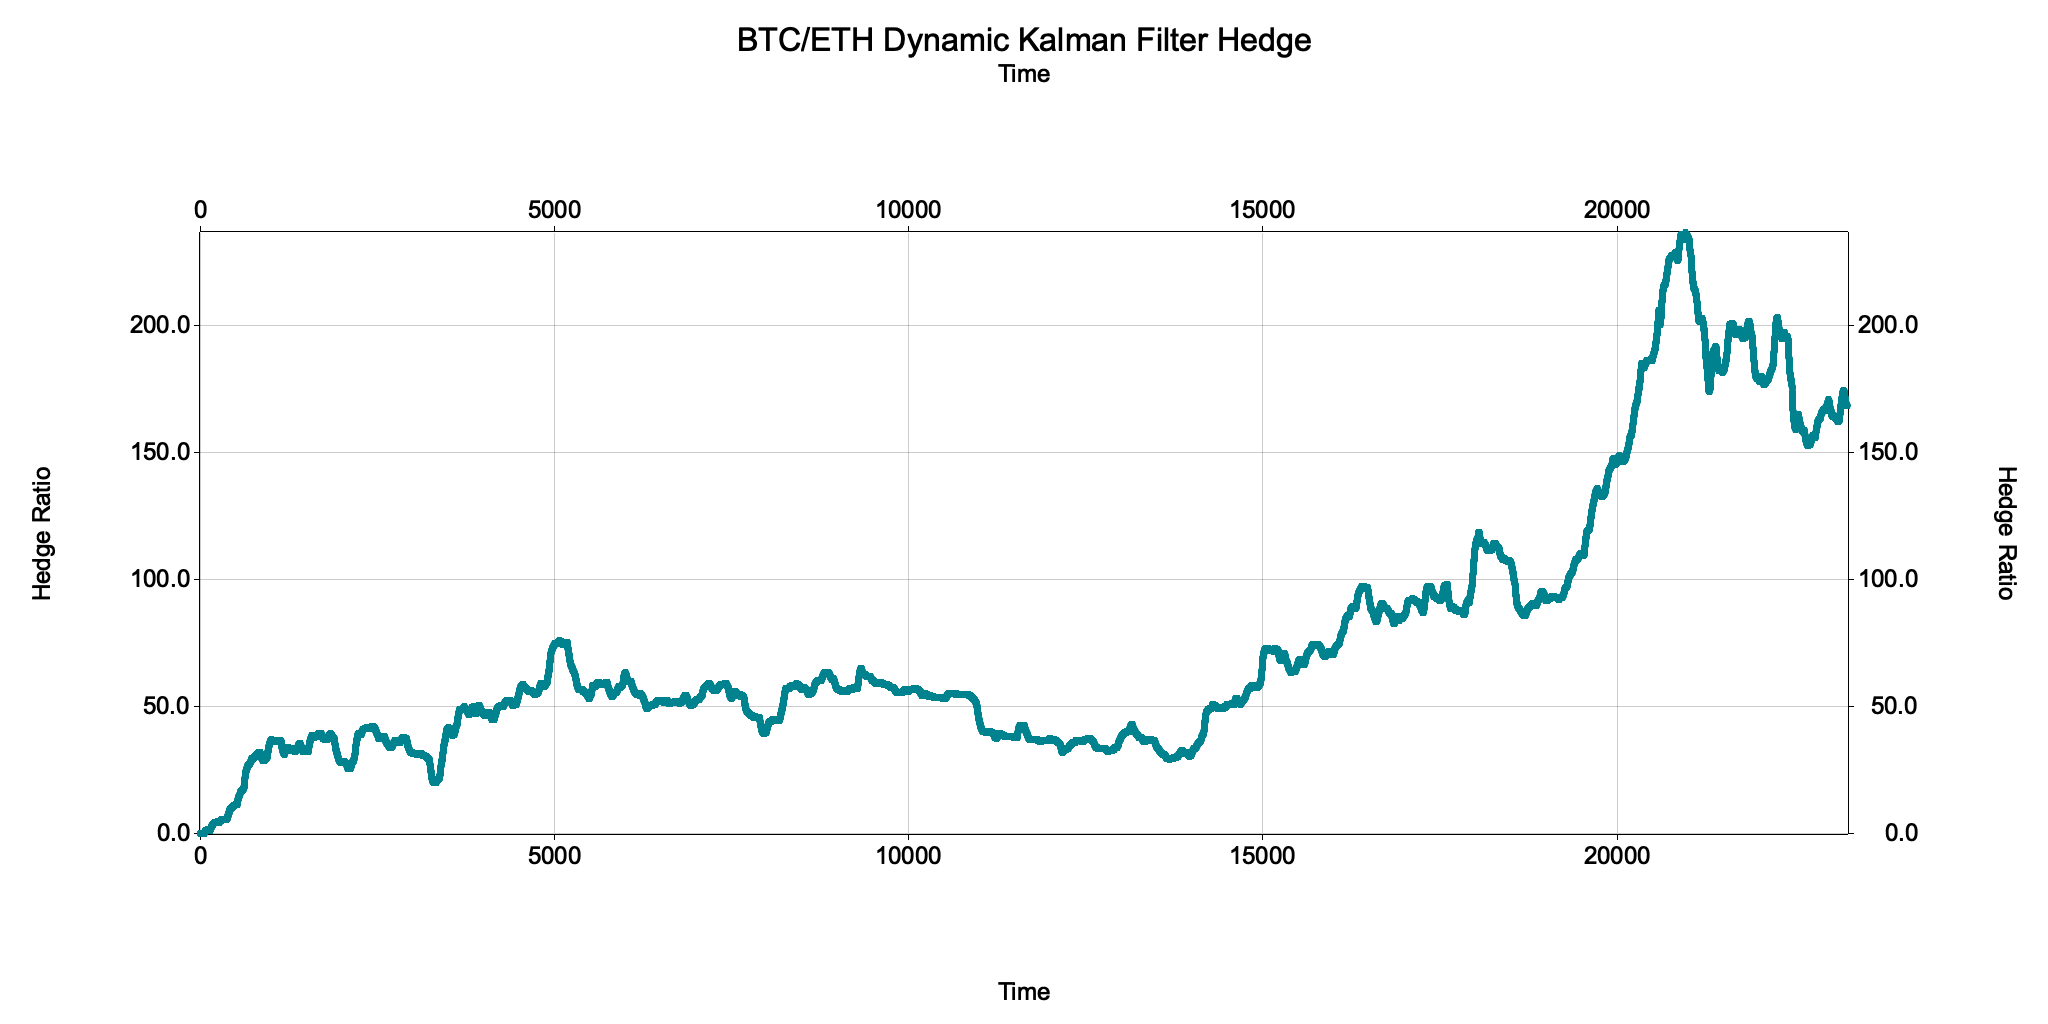 BTC/ETH Dynamic Kalman Filter Hedge
Time
0 5000 10000 15000 20000
200.0 200.0
150.0 150.0
Hedge Ratio Hedge Ratio
100.0 100.0
50.0 50.0
0.0 0.0
0 5000 10000 15000 20000
Time